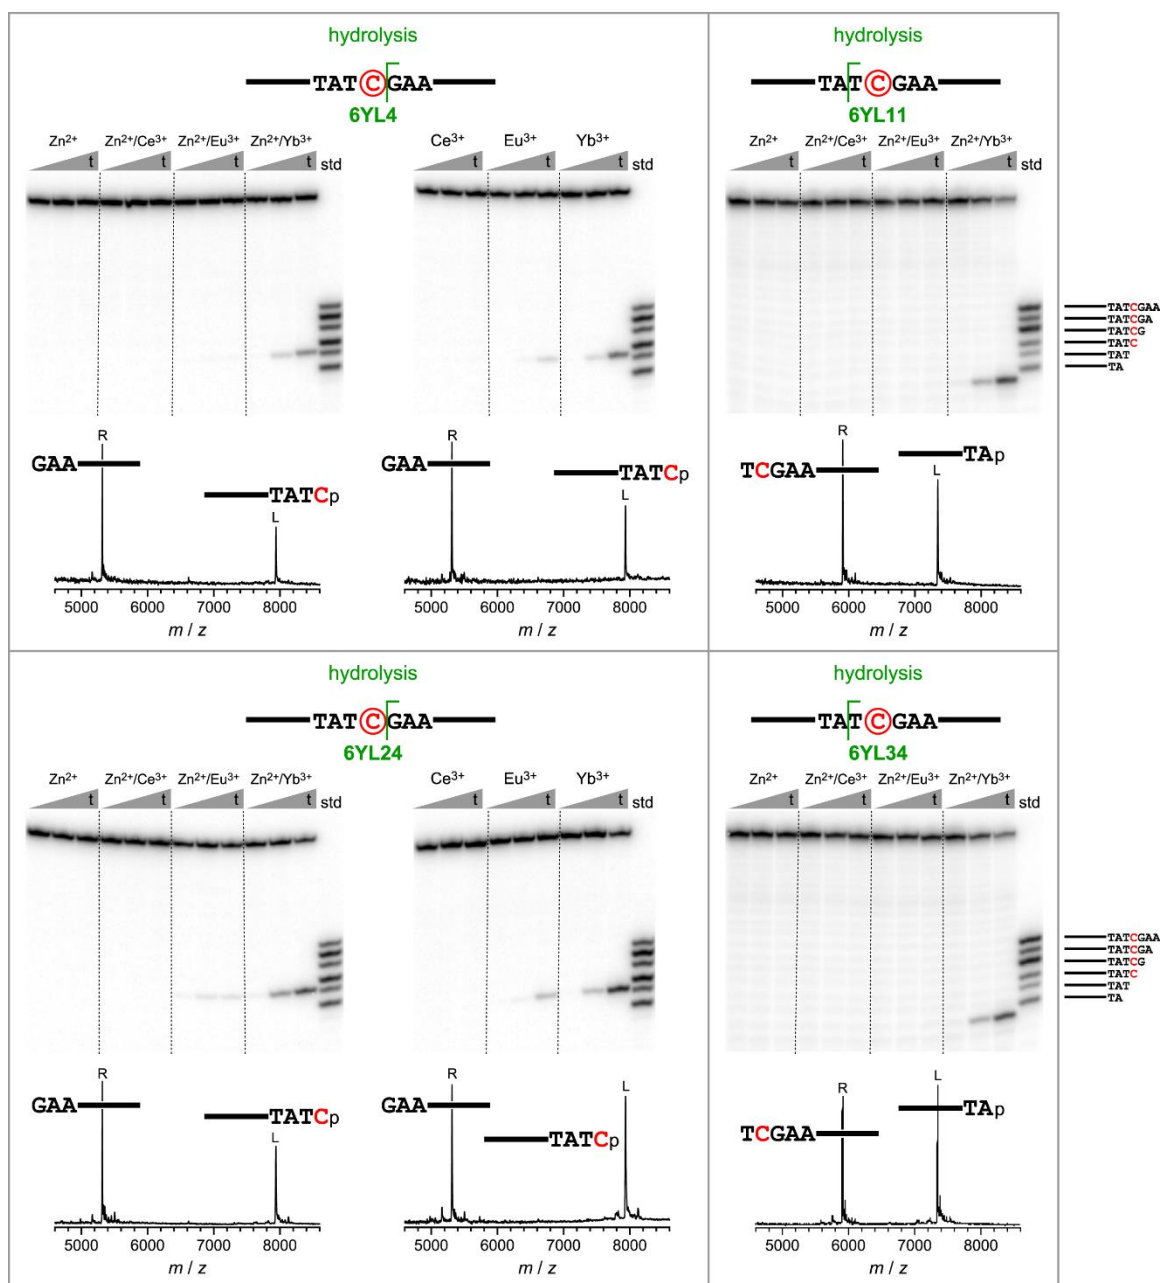 hydrolysis
TATCGAA
6YL4
Zn2+ Zn2+/Ce3+ Zn2+/Eu3+ Zn2+/Yb3+
t t t t std
Ce3+ Eu3+ Yb3+
t t t std
R
GAA
TATCp
L
5000 6000 7000 8000
m / z
R
GAA
TATCp
L
5000 6000 7000 8000
m / z
hydrolysis
TATCGAA
6YL11
Zn2+ Zn2+/Ce3+ Zn2+/Eu3+ Zn2+/Yb3+
t t t t std
TATCGAA
TATCGA
TATCG
TATC
TAT
TA
R
TAp
L
TCGAA
5000 6000 7000 8000
m / z
hydrolysis
TATCGAA
6YL24
Zn2+ Zn2+/Ce3+ Zn2+/Eu3+ Zn2+/Yb3+
t t t t std
Ce3+ Eu3+ Yb3+
t t t std
R
GAA
TATCp
L
5000 6000 7000 8000
m / z
R
L
GAA
TATCp
5000 6000 7000 8000
m / z
hydrolysis
TATCGAA
6YL34
Zn2+ Zn2+/Ce3+ Zn2+/Eu3+ Zn2+/Yb3+
t t t t std
TATCGAA
TATCGA
TATCG
TATC
TAT
TA
R
L
TAp
TCGAA
5000 6000 7000 8000
m / z